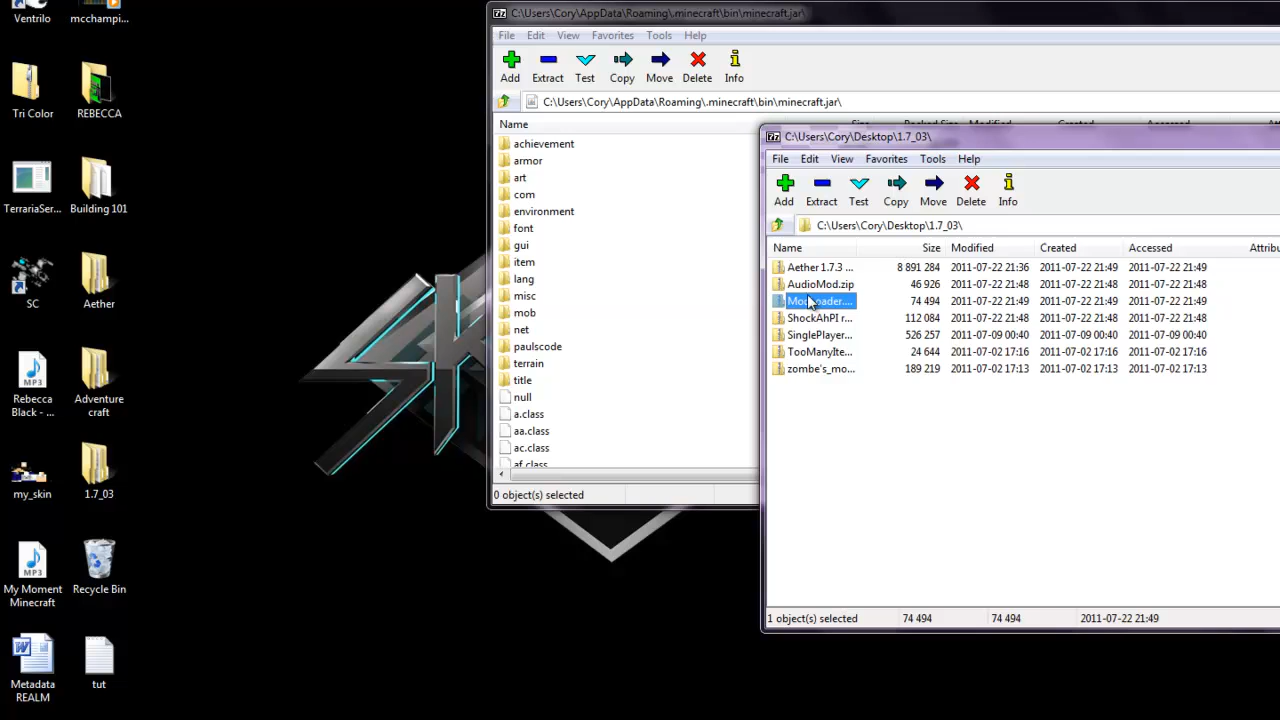 Ventrilo
mcchampi...
Tri Color
REBECCA
TerrariaSer...
Building 101
SC
Aether
Rebecca
Black - ...
Adventure
craft
my_skin
1.7_03
My Moment
Minecraft
Recycle Bin
Metadata
REALM
tut
C:\Users\Cory\AppData\Roaming\.minecraft\bin\minecraft.jar\
File Edit View Favorites Tools Help
Add Extract Test Copy Move Delete Info
C:\Users\Cory\AppData\Roaming\.minecraft\bin\minecraft.jar\
Name
achievement
armor
art
com
environment
font
gui
item
lang
misc
mob
net
paulscode
terrain
title
null
a.class
aa.class
ac.class
af.class
0 object(s) selected
C:\Users\Cory\Desktop\1.7_03\
File Edit View Favorites Tools Help
Add Extract Test Copy Move Delete Info
C:\Users\Cory\Desktop\1.7_03\
Name Size Modified Created Accessed Attribu
Aether 1.7.3 ... 8 891 284 2011-07-22 21:36 2011-07-22 21:49 2011-07-22 21:49
AudioMod.zip 46 926 2011-07-22 21:48 2011-07-22 21:48 2011-07-22 21:48
74 494 2011-07-22 21:49 2011-07-22 21:49 2011-07-22 21:49
ShockAhPI r... 112 084 2011-07-22 21:48 2011-07-22 21:48 2011-07-22 21:48
SinglePlayer... 526 257 2011-07-09 00:40 2011-07-09 00:40 2011-07-09 00:40
TooManyIte... 24 644 2011-07-02 17:16 2011-07-02 17:16 2011-07-02 17:16
zombe's_mo... 189 219 2011-07-02 17:13 2011-07-02 17:13 2011-07-02 17:13
1 object(s) selected 74 494 74 494 2011-07-22 21:49